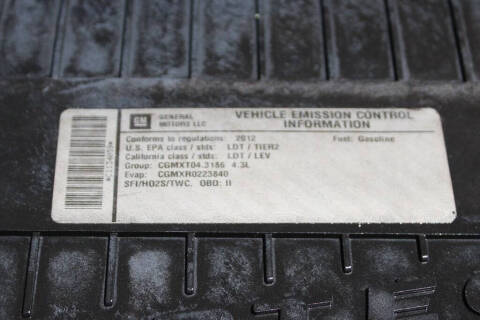 GM GENERAL MOTORS LLC
VEHICLE EMISSION CONTROL
INFORMATION
Conforms to regulations: 2012 Fuel: Gasoline
U.S. EPA class / stds: LDT / TIER2
California class / stds: LDT / LEV
Group: CGMXT04.3186 4.3L
Evap: CGMXR0223840
SFI/HO2S/TWC. OBD: II